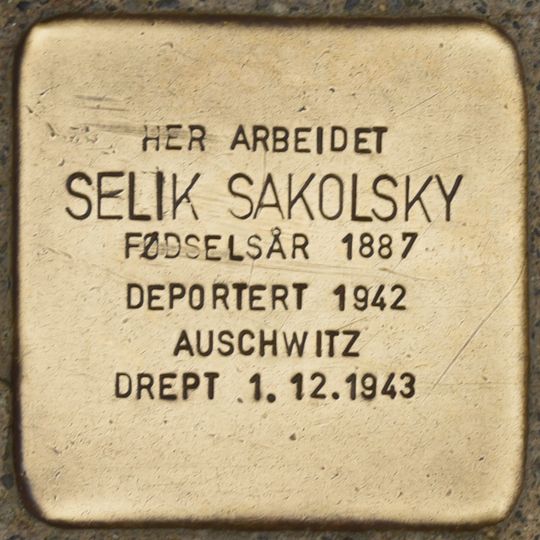 HER ARBEIDET
SELIK SAKOLSKY
FØDSELSÅR 1887
DEPORTERT 1942
AUSCHWITZ
DREPT 1.12.1943